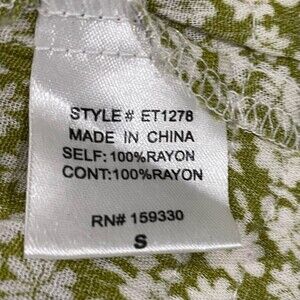 STYLE# ET1278
MADE IN CHINA
SELF:100%RAYON
CONT:100%RAYON
RN# 159330
S